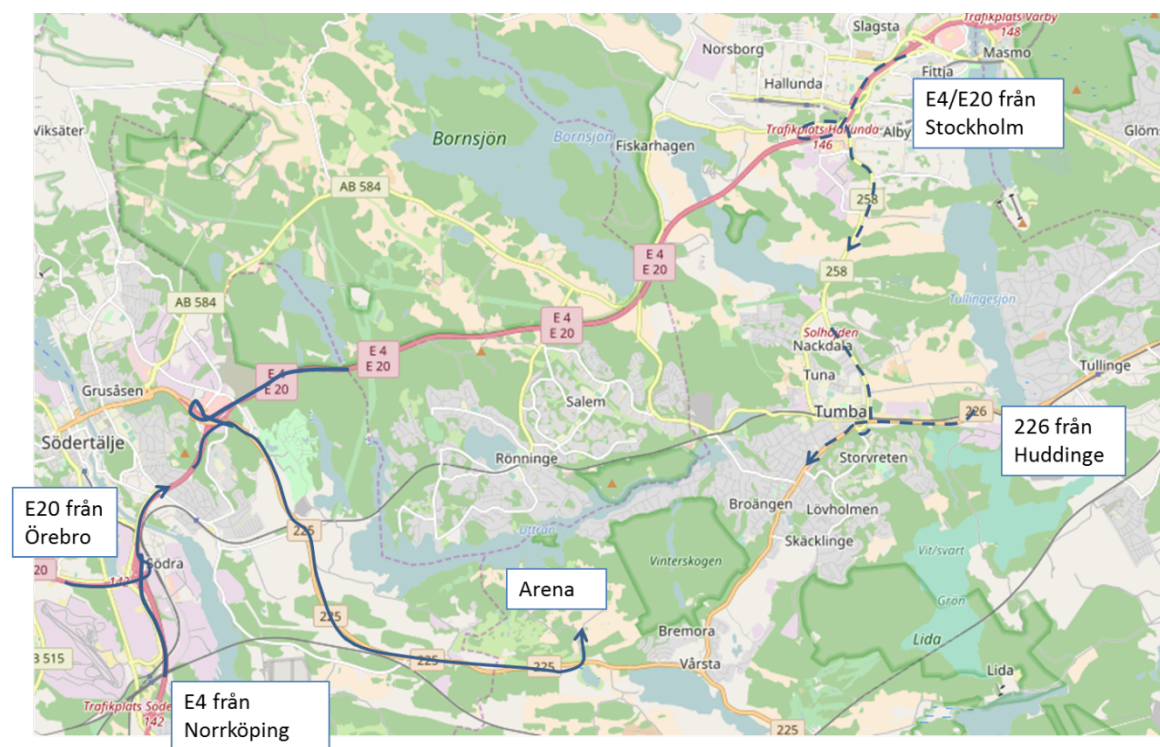 Trafikplats Vårby
148
Slagsta
Norsborg
Masmo
Fittja
Hallunda
E4/E20 från
Stockholm
Viksäter
Bornsjön
Bornsjön
Trafikplats Hallunda
146
Alby
Fiskarhagen
AB 584
258
E 4
E 20
258
AB 584
Tullingesjön
E 4
E 20
Solhöjden
Nackdala
E 4
E 20
E 4
E 20
Tullinge
Grusåsen
Tuna
Salem
Tumba
226
Södertälje
226 från
Huddinge
Rönninge
Storvreten
Broängen
Lövholmen
E20 från
Örebro
225
Uttran
Skäcklinge
Vit/svart
Vinterskogen
20
142
Södra
Arena
Grön
225
Bremora
Lida
B 515
225
225
Vårsta
Lida
E4 från
Norrköping
Trafikplats Söde
142
225